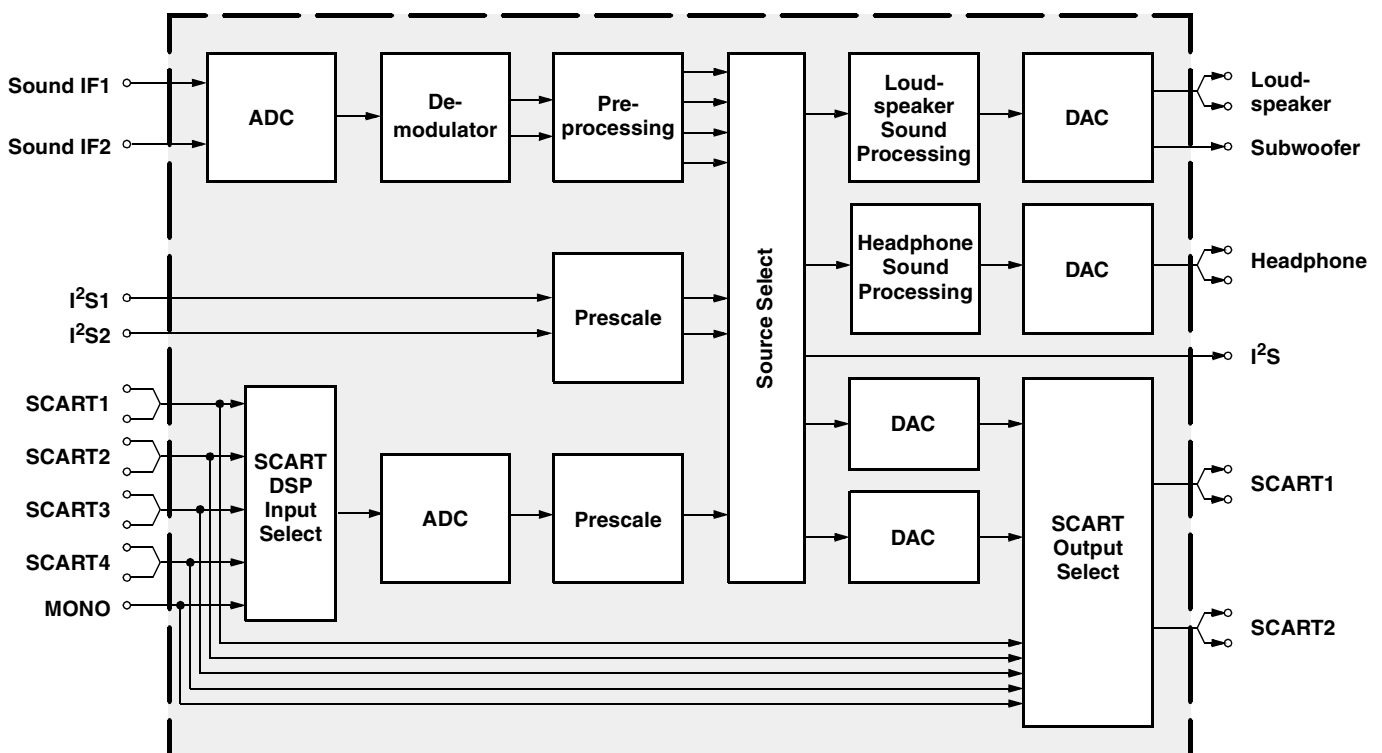 Sound IF1
Sound IF2
ADC
De-
modulator
Pre-
processing
Loud-
speaker
Sound
Processing
DAC
Loud-
speaker
Subwoofer
Headphone
Sound
Processing
DAC
Headphone
I²S1
I²S2
Prescale
Source Select
I²S
SCART1
SCART2
SCART3
SCART4
MONO
SCART
DSP
Input
Select
ADC
Prescale
DAC
DAC
SCART
Output
Select
SCART1
SCART2